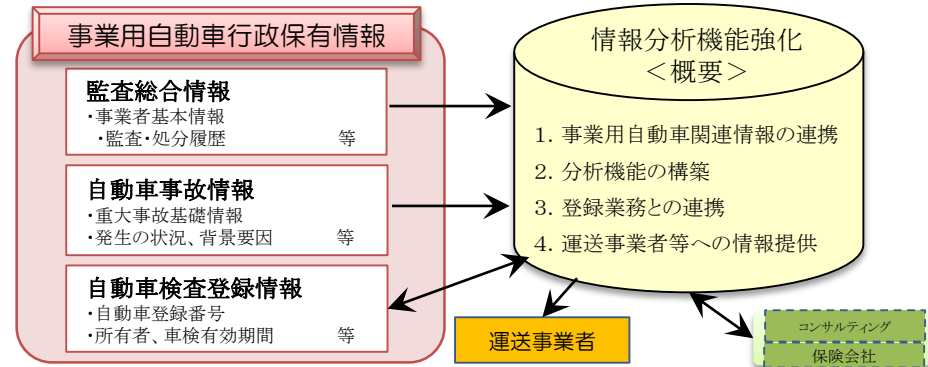 事業用自動車行政保有情報
監査総合情報
・事業者基本情報
・監査・処分履歴　　　　等
自動車事故情報
・重大事故基礎情報
・発生の状況、背景要因　　　　等
自動車検査登録情報
・自動車登録番号
・所有者、車検有効期間　　　　等
情報分析機能強化
＜概要＞
1. 事業用自動車関連情報の連携
2. 分析機能の構築
3. 登録業務との連携
4. 運送事業者等への情報提供
運送事業者
コンサルティング
保険会社